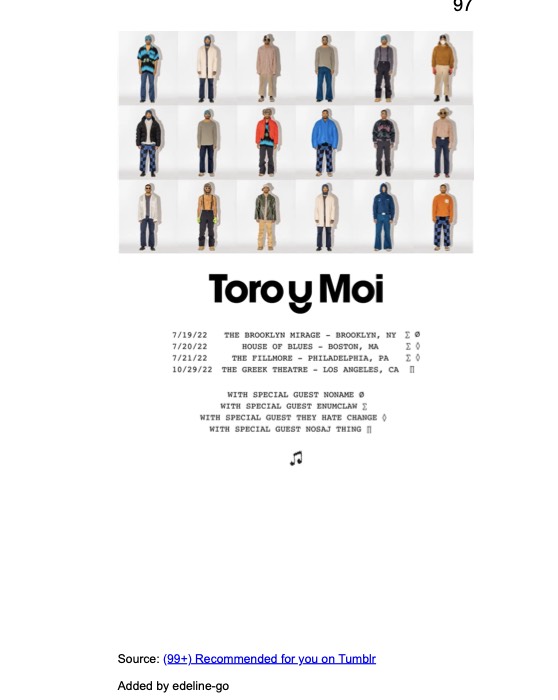 97
Toro y Moi
7/19/22 THE BROOKLYN MIRAGE - BROOKLYN, NY Σ Ø
7/20/22 HOUSE OF BLUES - BOSTON, MA Σ ◊
7/21/22 THE FILLMORE - PHILADELPHIA, PA Σ ◊
10/29/22 THE GREEK THEATRE - LOS ANGELES, CA ∏
WITH SPECIAL GUEST NONAME Ø
WITH SPECIAL GUEST ENUMCLAW Σ
WITH SPECIAL GUEST THEY HATE CHANGE ◊
WITH SPECIAL GUEST NOSAJ THING ∏
Source: (99+) Recommended for you on Tumblr
Added by edeline-go